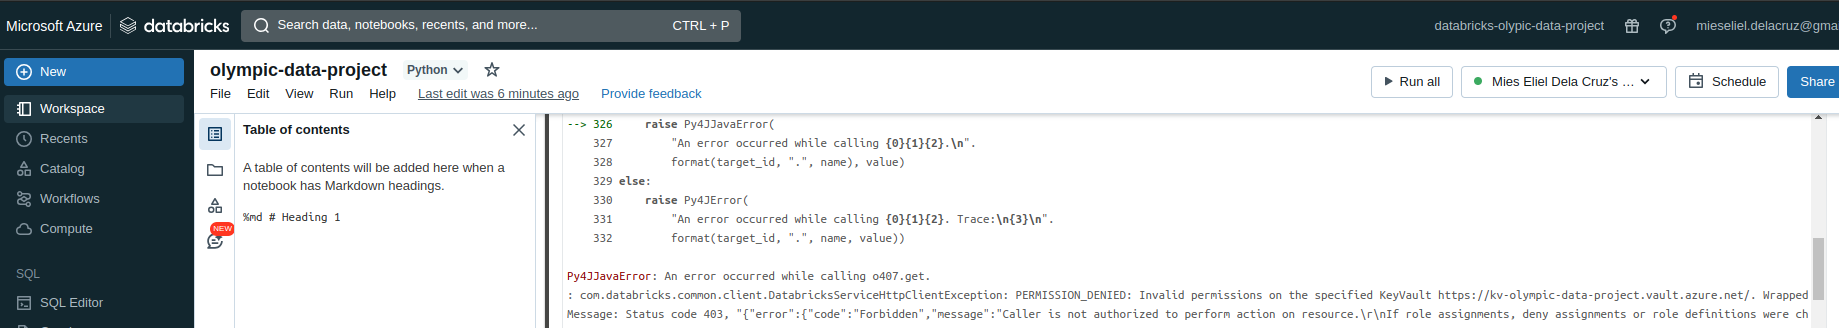 Microsoft Azure databricks Search data, notebooks, recents, and more... CTRL + P databricks-olypic-data-project mieseliel.delacruz@gma
New
Workspace
Recents
Catalog
Workflows
Compute
SQL
SQL Editor
olympic-data-project Python
File Edit View Run Help Last edit was 6 minutes ago Provide feedback
Run all Mies Eliel Dela Cruz's ... Schedule Share
NEW
Table of contents
A table of contents will be added here when a
notebook has Markdown headings.
%md # Heading 1
--> 326     raise Py4JJavaError(
327         "An error occurred while calling {0}{1}{2}.\n".
328         format(target_id, ".", name), value)
329 else:
330     raise Py4JError(
331         "An error occurred while calling {0}{1}{2}. Trace:\n{3}\n".
332         format(target_id, ".", name, value))
Py4JJavaError: An error occurred while calling o407.get.
: com.databricks.common.client.DatabricksServiceHttpClientException: PERMISSION_DENIED: Invalid permissions on the specified KeyVault https://kv-olympic-data-project.vault.azure.net/. Wrapped
Message: Status code 403, "{"error":{"code":"Forbidden","message":"Caller is not authorized to perform action on resource.\r\nIf role assignments, deny assignments or role definitions were ch